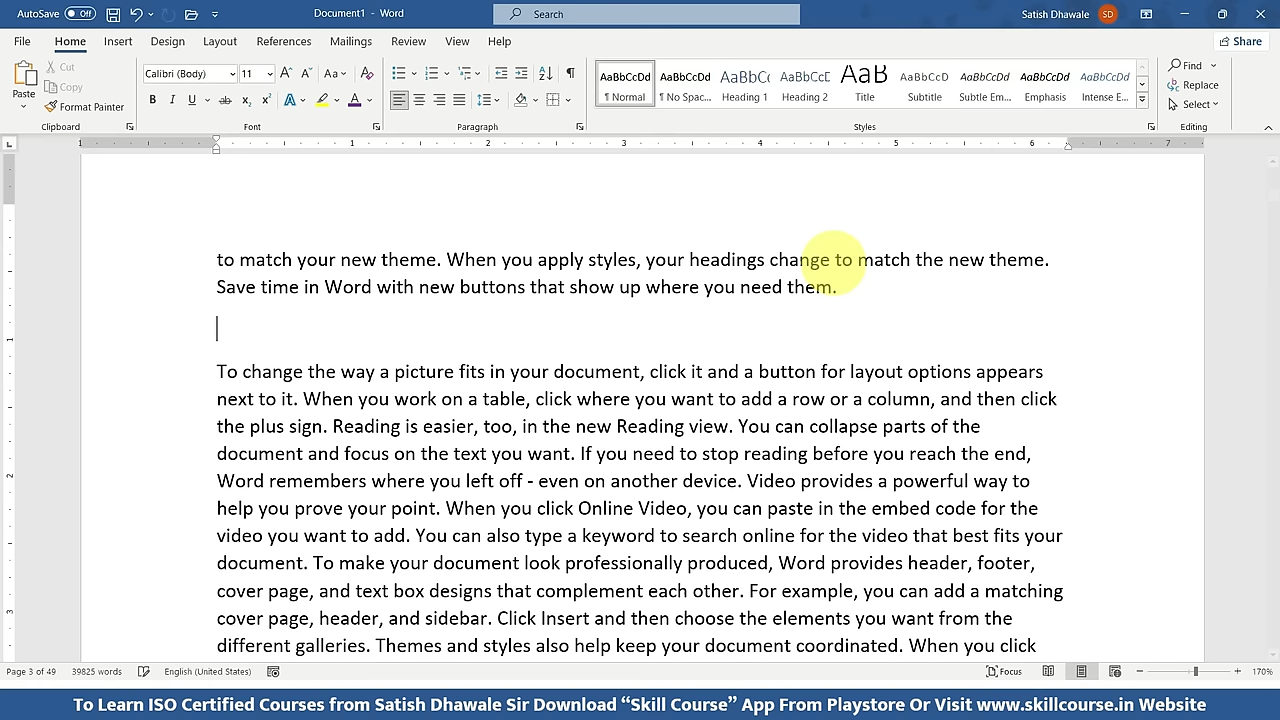 AutoSave Off Document1 - Word Search Satish Dhawale SD
File Home Insert Design Layout References Mailings Review View Help Share
Paste Cut Copy Format Painter Clipboard
Calibri (Body) 11 Aa B I U ab x2 x2 A A Font
Paragraph
AaBbCcDd ¶ Normal
AaBbCcDd ¶ No Spac...
AaBbCc Heading 1
AaBbCcE Heading 2
AaB Title
AaBbCcD Subtitle
AaBbCcDd Subtle Em...
AaBbCcDd Emphasis
AaBbCcDd Intense E...
Styles
Find Replace Select Editing
1 1 2 3 4 5 6 7
to match your new theme. When you apply styles, your headings change to match the new theme.
Save time in Word with new buttons that show up where you need them.
To change the way a picture fits in your document, click it and a button for layout options appears
next to it. When you work on a table, click where you want to add a row or a column, and then click
the plus sign. Reading is easier, too, in the new Reading view. You can collapse parts of the
document and focus on the text you want. If you need to stop reading before you reach the end,
Word remembers where you left off - even on another device. Video provides a powerful way to
help you prove your point. When you click Online Video, you can paste in the embed code for the
video you want to add. You can also type a keyword to search online for the video that best fits your
document. To make your document look professionally produced, Word provides header, footer,
cover page, and text box designs that complement each other. For example, you can add a matching
cover page, header, and sidebar. Click Insert and then choose the elements you want from the
different galleries. Themes and styles also help keep your document coordinated. When you click
1 2 3
Page 3 of 49 39825 words English (United States) Focus 170%
To Learn ISO Certified Courses from Satish Dhawale Sir Download “Skill Course” App From Playstore Or Visit www.skillcourse.in Website